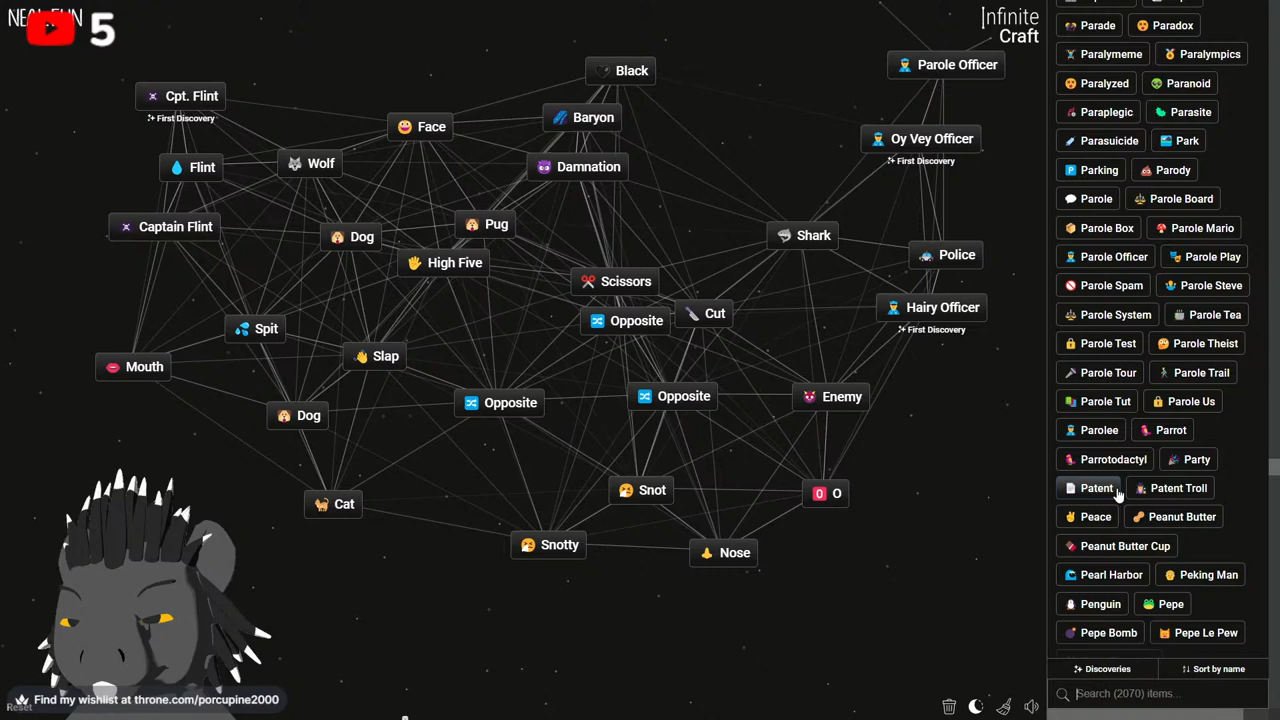 NEAL.FUN
5
Infinite
Craft
Cpt. Flint
First Discovery
Flint
Wolf
Face
Black
Baryon
Damnation
Parole Officer
Oy Vey Officer
First Discovery
Captain Flint
Dog
Pug
High Five
Shark
Police
Scissors
Opposite
Cut
Hairy Officer
First Discovery
Spit
Slap
Mouth
Dog
Opposite
Opposite
Enemy
Cat
Snot
O
Snotty
Nose
Find my wishlist at throne.com/porcupine2000
Reset
Parade Paradox
Paralymeme Paralympics
Paralyzed Paranoid
Paraplegic Parasite
Parasuicide Park
Parking Parody
Parole Parole Board
Parole Box Parole Mario
Parole Officer Parole Play
Parole Spam Parole Steve
Parole System Parole Tea
Parole Test Parole Theist
Parole Tour Parole Trail
Parole Tut Parole Us
Parolee Parrot
Parrotodactyl Party
Patent Patent Troll
Peace Peanut Butter
Peanut Butter Cup
Pearl Harbor Peking Man
Penguin Pepe
Pepe Bomb Pepe Le Pew
Discoveries Sort by name
Search (2070) items...